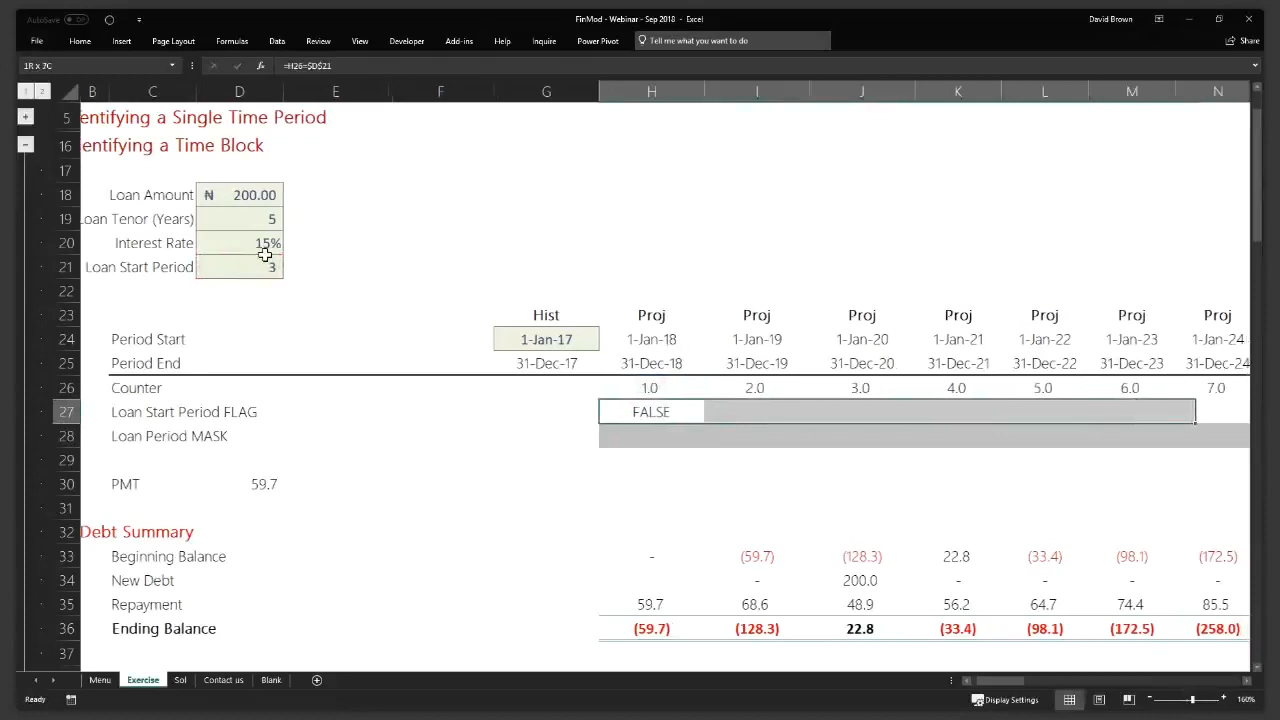 AutoSave Off FinMod - Webinar - Sep 2018 - Excel David Brown
File Home Insert Page Layout Formulas Data Review View Developer Add-ins Help Inquire Power Pivot Tell me what you want to do Share
1R x 7C fx =H26=$D$21
1 2 B C D E F G H I J K L M N
5 entifying a Single Time Period
16 entifying a Time Block
17
18 Loan Amount ₦ 200.00
19 oan Tenor (Years) 5
20 Interest Rate 15%
21 Loan Start Period 3
22
23 Hist Proj Proj Proj Proj Proj Proj Proj
24 Period Start 1-Jan-17 1-Jan-18 1-Jan-19 1-Jan-20 1-Jan-21 1-Jan-22 1-Jan-23 1-Jan-24
25 Period End 31-Dec-17 31-Dec-18 31-Dec-19 31-Dec-20 31-Dec-21 31-Dec-22 31-Dec-23 31-Dec-24
26 Counter 1.0 2.0 3.0 4.0 5.0 6.0 7.0
27 Loan Start Period FLAG FALSE
28 Loan Period MASK
29
30 PMT 59.7
31
32 Debt Summary
33 Beginning Balance - (59.7) (128.3) 22.8 (33.4) (98.1) (172.5)
34 New Debt - 200.0 - - - -
35 Repayment 59.7 68.6 48.9 56.2 64.7 74.4 85.5
36 Ending Balance (59.7) (128.3) 22.8 (33.4) (98.1) (172.5) (258.0)
37
Menu Exercise Sol Contact us Blank
Ready Display Settings 160%